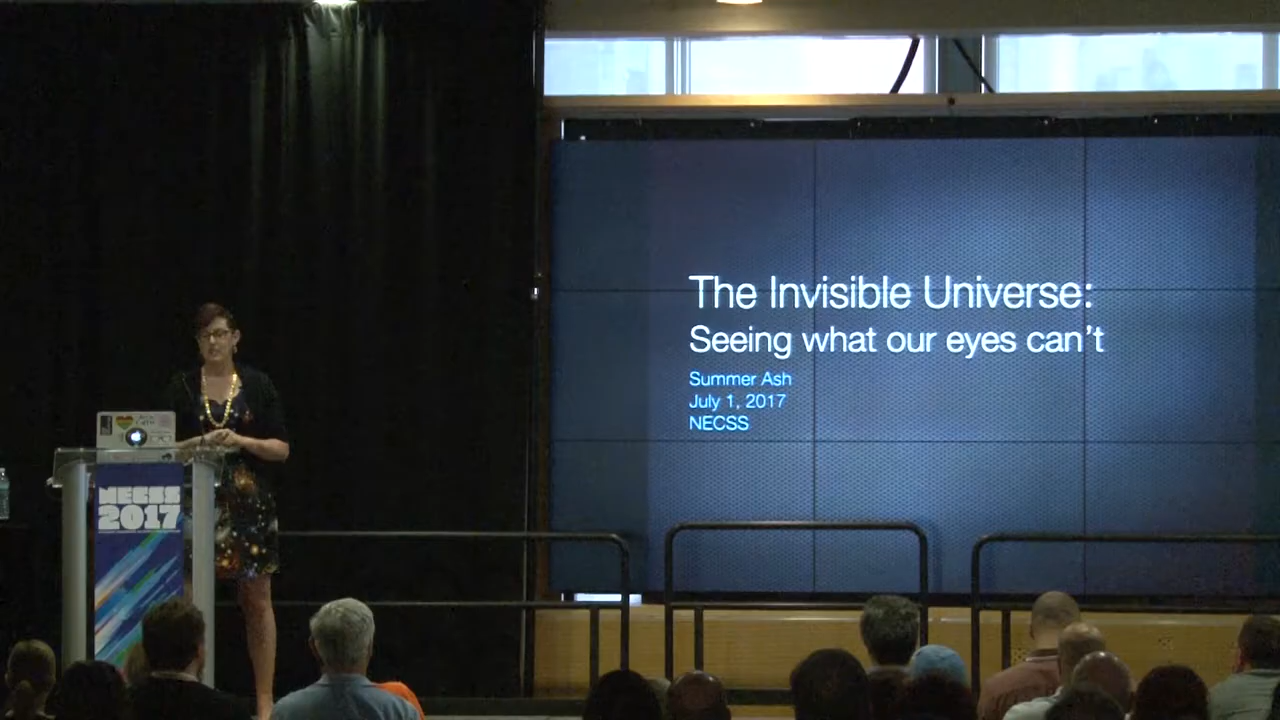 The Invisible Universe:
Seeing what our eyes can't
Summer Ash
July 1, 2017
NECSS
NECSS
2017